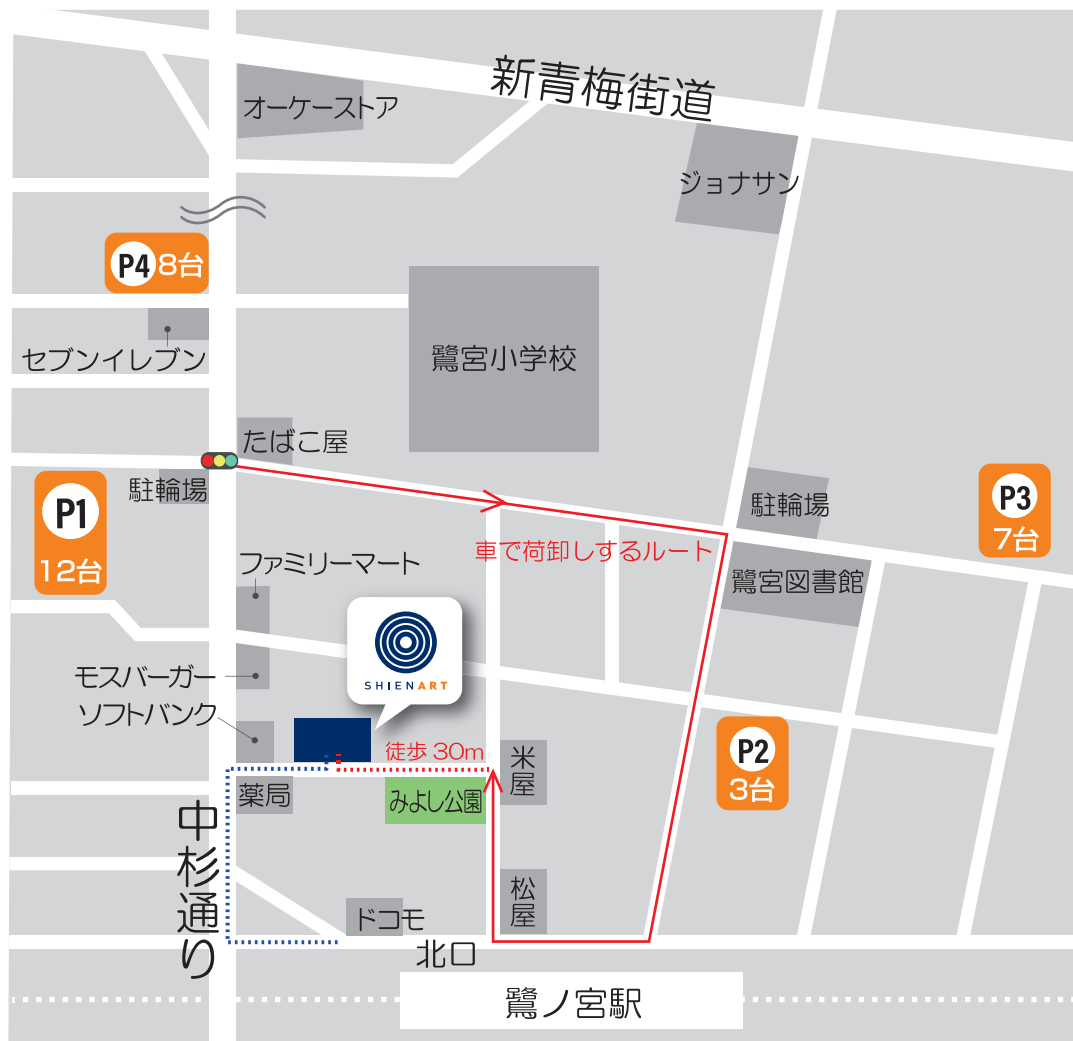 新青梅街道
オーケーストア
ジョナサン
P4 8台
セブンイレブン
鷺宮小学校
たばこ屋
駐輪場
P1
12台
駐輪場
P3
7台
車で荷卸しするルート
ファミリーマート
鷺宮図書館
SHIENART
モスバーガー
ソフトバンク
徒歩 30m
米屋
P2
3台
薬局
みよし公園
中杉通り
松屋
ドコモ
北口
鷺ノ宮駅